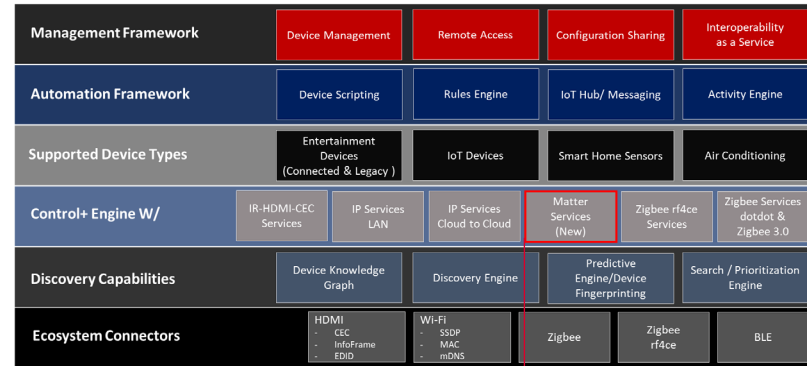 Management Framework
Device Management
Remote Access
Configuration Sharing
Interoperability
as a Service
Automation Framework
Device Scripting
Rules Engine
IoT Hub/ Messaging
Activity Engine
Supported Device Types
Entertainment
Devices
(Connected & Legacy )
IoT Devices
Smart Home Sensors
Air Conditioning
Control+ Engine W/
IR-HDMI-CEC
Services
IP Services
LAN
IP Services
Cloud to Cloud
Matter
Services
(New)
Zigbee rf4ce
Services
Zigbee Services
dotdot &
Zigbee 3.0
Discovery Capabilities
Device Knowledge
Graph
Discovery Engine
Predictive
Engine/Device
Fingerprinting
Search / Prioritization
Engine
Ecosystem Connectors
HDMI
- CEC
- InfoFrame
- EDID
Wi-Fi
- SSDP
- MAC
- mDNS
Zigbee
Zigbee
rf4ce
BLE